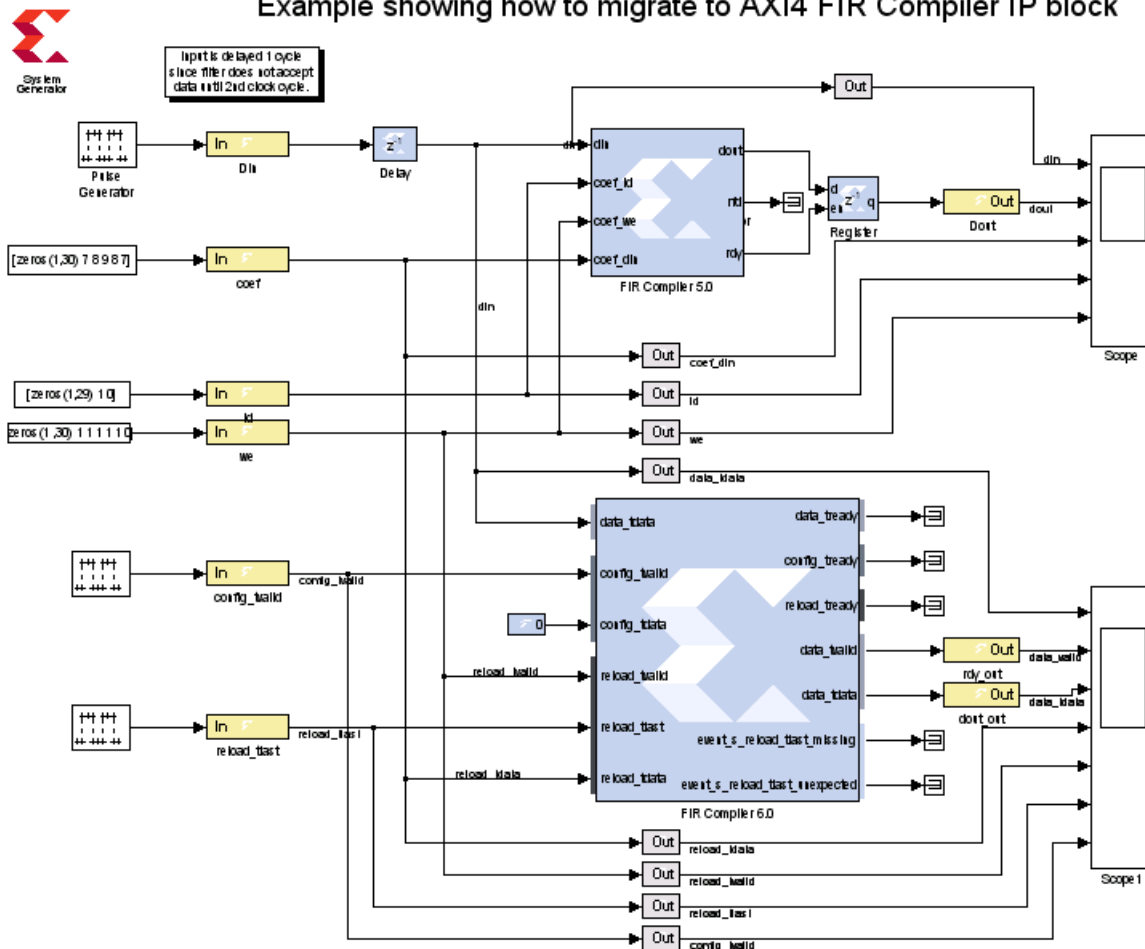 Example showing how to migrate to AXI4 FIR Compiler IP block
System
Generator
Input is delayed 1 cycle
since filter does not accept
data until 2nd clock cycle.
Pulse
Generator
In
Din
z-1
Delay
Out
din
din
coef_ld
coef_we
coef_din
dout
rfd
rdy
FIR Compiler 5.0
d
en
z-1
q
Register
Out
Dout
din
dout
Scope
[zeros(1,30) 7 8 9 8 7]
In
coef
din
Out
coef_din
[zeros(1,29) 1 0]
In
ld
Out
ld
zeros(1,30) 1 1 1 1 1 0]
In
we
Out
we
Out
data_tdata
data_tdata
config_tvalid
config_tdata
reload_tvalid
reload_tlast
reload_tdata
data_tready
config_tready
reload_tready
data_tvalid
data_tdata
event_s_reload_tlast_missing
event_s_reload_tlast_unexpected
FIR Compiler 6.0
In
config_tvalid
config_tvalid
0
reload_tvalid
In
reload_tlast
reload_tlast
reload_tdata
Out
rdy_out
data_valid
Out
dout_out
data_tdata
Out
reload_tdata
Out
reload_tvalid
Out
reload_tlast
Out
config_tvalid
Scope1